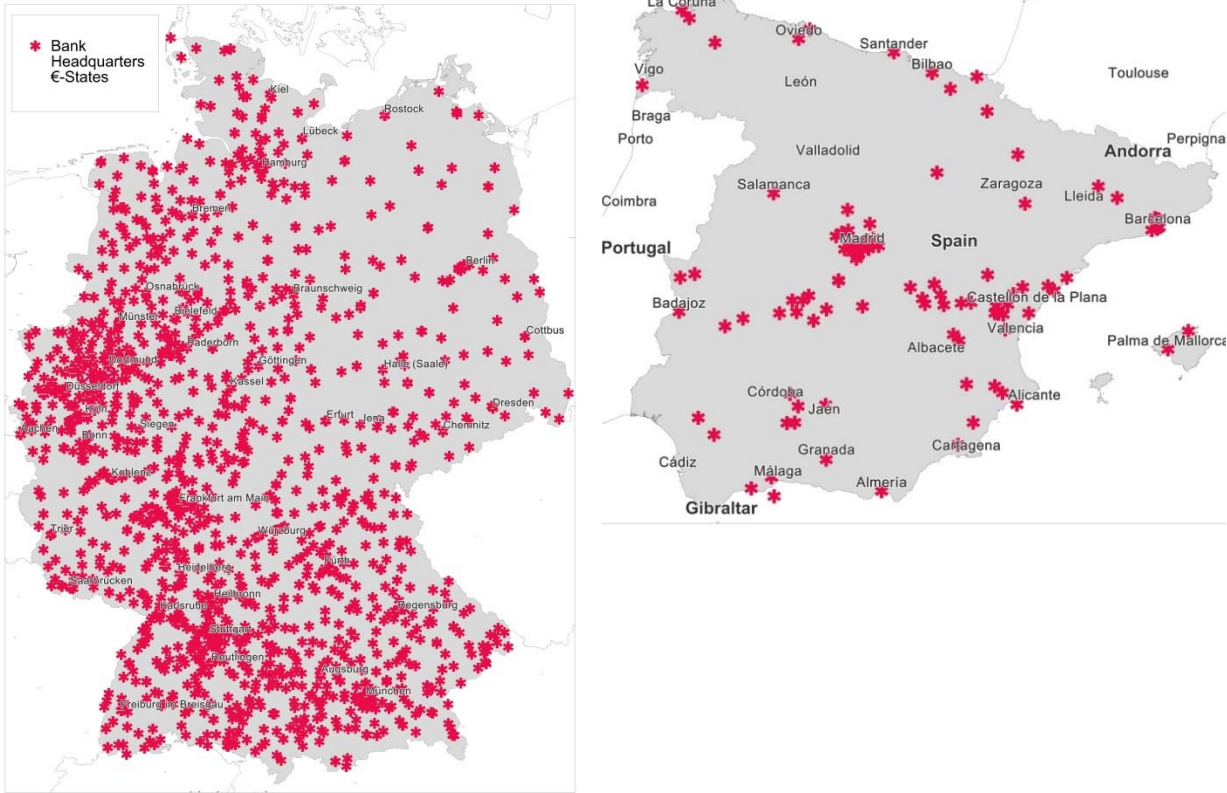 Bank
Headquarters
€-States
Kiel
Rostock
Lübeck
Hamburg
Bremen
Berlin
Osnabrück
Braunschweig
Münster
Bielefeld
Cottbus
Paderborn
Dortmund
Göttingen
Halle (Saale)
Düsseldorf
Kassel
Dresden
Köln
Erfurt
Jena
Aachen
Siegen
Chemnitz
Bonn
Koblenz
Frankfurt am Main
Trier
Würzburg
Fürth
Heidelberg
Saarbrücken
Heilbronn
Karlsruhe
Regensburg
Stuttgart
Reutlingen
Augsburg
München
Freiburg im Breisgau
La Coruña
Oviedo
Santander
Bilbao
Vigo
León
Toulouse
Braga
Porto
Valladolid
Andorra
Perpigna
Salamanca
Zaragoza
Lleida
Coimbra
Barcelona
Portugal
Madrid
Spain
Badajoz
Castellón de la Plana
Valencia
Albacete
Palma de Mallorca
Córdoba
Jaén
Alicante
Granada
Cartagena
Cádiz
Málaga
Almería
Gibraltar